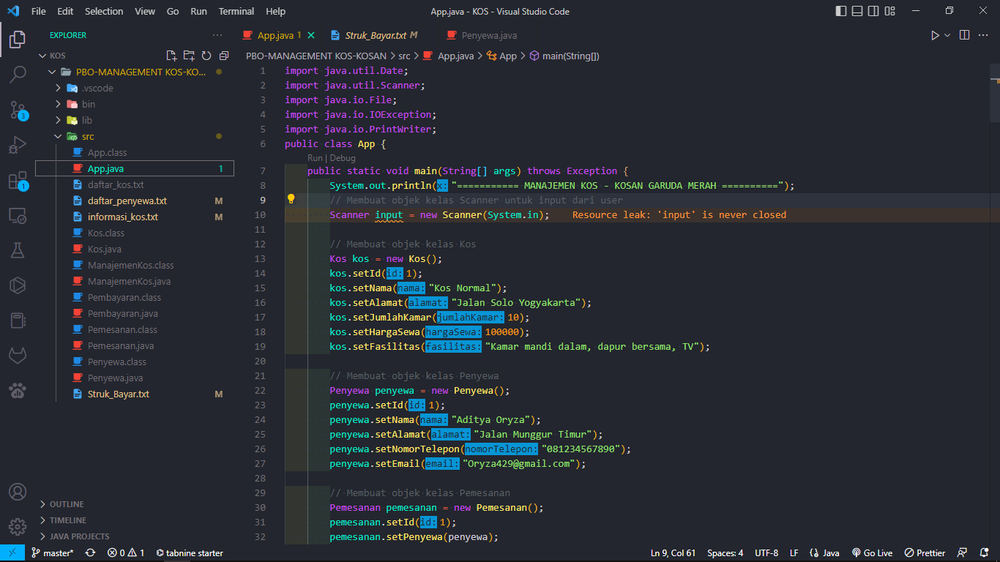 File Edit Selection View Go Run Terminal Help App.java - KOS - Visual Studio Code
EXPLORER
App.java 1 Struk_Bayar.txt M Penyewa.java
KOS
PBO-MANAGEMENT KOS-KOSAN > src > App.java > App > main(String[])
PBO-MANAGEMENT KOS-KO...
.vscode
bin
lib
src
App.class
App.java 1
daftar_kos.txt
daftar_penyewa.txt M
informasi_kos.txt M
Kos.class
Kos.java
ManajemenKos.class
ManajemenKos.java
Pembayaran.class
Pembayaran.java
Pemesanan.class
Pemesanan.java
Penyewa.class
Penyewa.java
Struk_Bayar.txt M
OUTLINE
TIMELINE
JAVA PROJECTS
3
1
1 import java.util.Date;
2 import java.util.Scanner;
3 import java.io.File;
4 import java.io.IOException;
5 import java.io.PrintWriter;
6 public class App {
Run | Debug
7 public static void main(String[] args) throws Exception {
8 System.out.println(x: "=========== MANAJEMEN KOS - KOSAN GARUDA MERAH ==========");
9 // Membuat objek kelas Scanner untuk input dari user
10 Scanner input = new Scanner(System.in); Resource leak: 'input' is never closed
11
12 // Membuat objek kelas Kos
13 Kos kos = new Kos();
14 kos.setId(id: 1);
15 kos.setNama(nama: "Kos Normal");
16 kos.setAlamat(alamat: "Jalan Solo Yogyakarta");
17 kos.setJumlahKamar(jumlahKamar: 10);
18 kos.setHargaSewa(hargaSewa: 100000);
19 kos.setFasilitas(fasilitas: "Kamar mandi dalam, dapur bersama, TV");
20
21 // Membuat objek kelas Penyewa
22 Penyewa penyewa = new Penyewa();
23 penyewa.setId(id: 1);
24 penyewa.setNama(nama: "Aditya Oryza");
25 penyewa.setAlamat(alamat: "Jalan Munggur Timur");
26 penyewa.setNomorTelepon(nomorTelepon: "081234567890");
27 penyewa.setEmail(email: "Oryza429@gmail.com");
28
29 // Membuat objek kelas Pemesanan
30 Pemesanan pemesanan = new Pemesanan();
31 pemesanan.setId(id: 1);
32 pemesanan.setPenyewa(penyewa);
master* 0 1 tabnine starter Ln 9, Col 61 Spaces: 4 UTF-8 LF {} Java Go Live Prettier